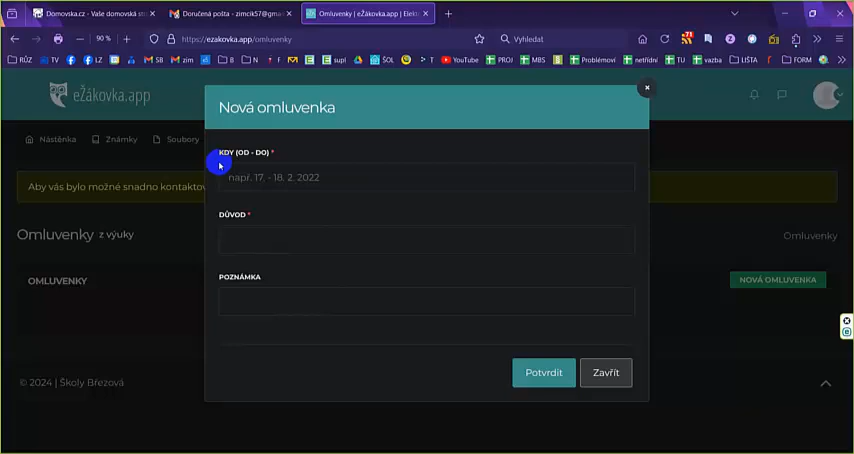 Domovska.cz - Vaše domovská st
Doručená pošta - zimcik57@gma
Omluvenky | eŽákovka.app | Elek
90 %
https://ezakovka.app/omluvenky
Vyhledat
71
RŮZ TV F LZ SB zim B N F supl T ŠOL YouTube PROJ MBS Problémoví netřídní TU vazba LIŠTA FORM
eŽákovka.app
Nová omluvenka
Nástěnka Známky Soubory
KDY (OD - DO) *
např. 17. - 18. 2. 2022
Aby vás bylo možné snadno kontaktov
DŮVOD *
Omluvenky z výuky
Omluvenky
POZNÁMKA
OMLUVENKY
NOVÁ OMLUVENKA
Potvrdit
Zavřít
© 2024 | Školy Březová